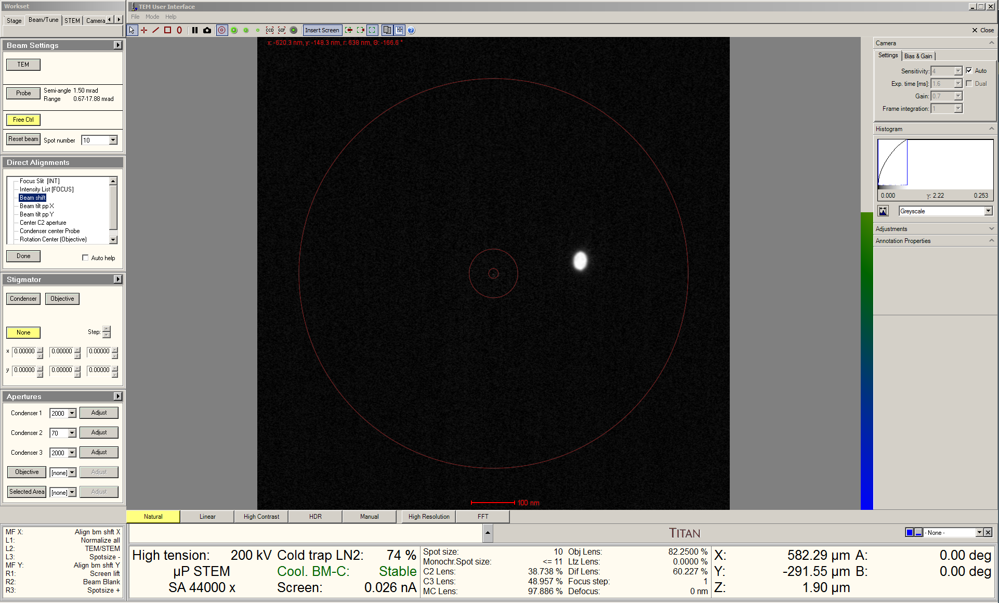 Workset
Stage Beam/Tune STEM Camera
Beam Settings
TEM
Probe Semi-angle 1.50 mrad
Range 0.67-17.88 mrad
Free Ctrl
Reset beam Spot number 10
Direct Alignments
Focus Slit [INT]
Intensity List [FOCUS]
Beam shift
Beam tilt pp X
Beam tilt pp Y
Center C2 aperture
Condenser center Probe
Rotation Center (Objective)
Done Auto help
Stigmator
Condenser Objective
None Step:
x 0.00000 0.00000 0.00000
y 0.00000 0.00000 0.00000
Apertures
Condenser 1 2000 Adjust
Condenser 2 70 Adjust
Condenser 3 2000 Adjust
Objective [none] Adjust
Selected Area [none] Adjust
MF X: Align bm shft X
L1: Normalize all
L2: TEM/STEM
L3: Spotsize -
MF Y: Align bm shft Y
R1: Screen lift
R2: Beam Blank
R3: Spotsize +
TEM User Interface
File Mode Help
CCD GIF Insert Screen Close
x: -620.3 nm, y: -148.3 nm, r: 638 nm, Θ: -166.6 °
100 nm
Camera
Settings Bias & Gain
Sensitivity: 4 Auto
Exp. time [ms]: 1.6 Dual
Gain: 0.7
Frame integration: 1
Histogram
0.000 γ: 2.22 0.253
Greyscale
Adjustments
Annotation Properties
Natural Linear High Contrast HDR Manual High Resolution FFT
TITAN
- None -
High tension: 200 kV
µP STEM
SA 44000 x
Cold trap LN2: 74 %
Cool. BM-C: Stable
Screen: 0.026 nA
Spot size: 10
Monochr.Spot size: <= 11
C2 Lens: 38.738 %
C3 Lens: 48.957 %
MC Lens: 97.886 %
Obj Lens: 82.2500 %
Ltz Lens: 0.0000 %
Dif Lens: 60.227 %
Focus step: 1
Defocus: 0 nm
X: 582.29 µm A: 0.00 deg
Y: -291.55 µm B: 0.00 deg
Z: 1.90 µm